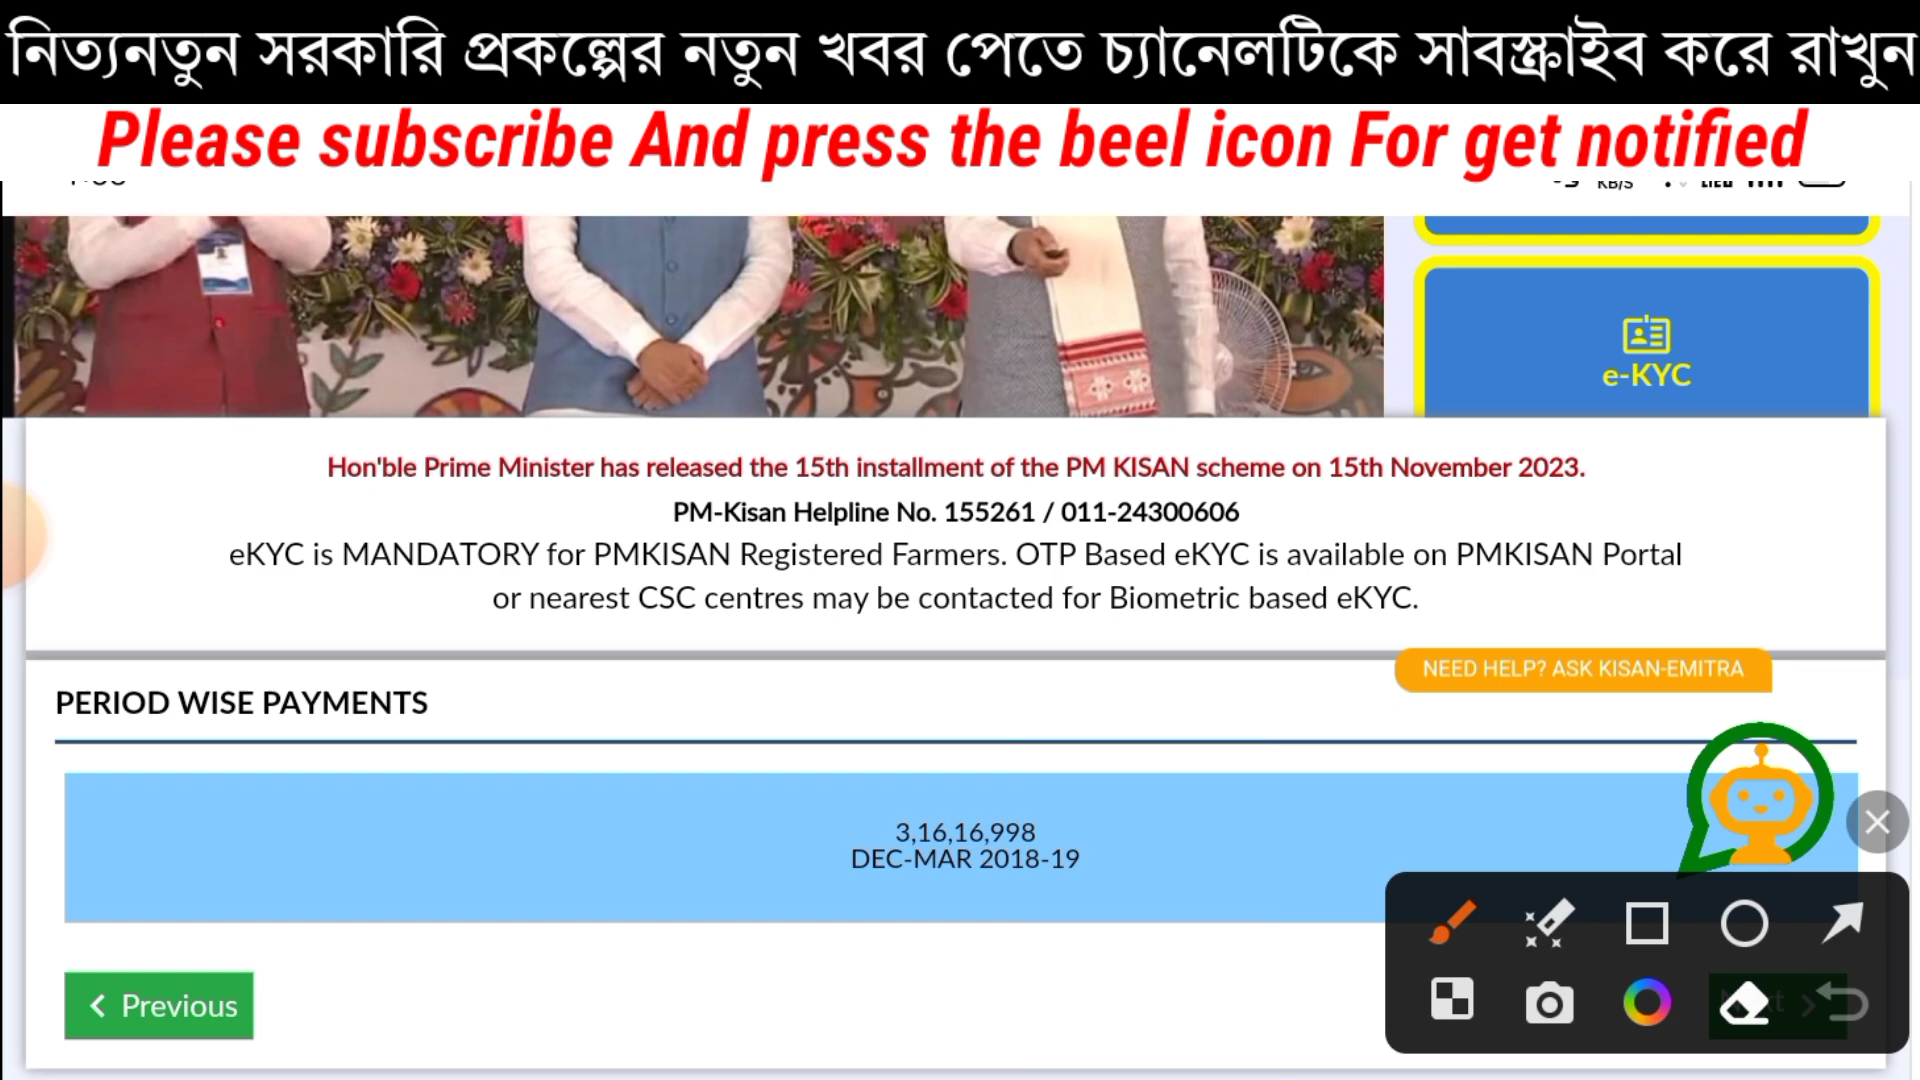 নিত্যনতুন সরকারি প্রকল্পের নতুন খবর পেতে চ্যানেলটিকে সাবস্ক্রাইব করে রাখুন
Please subscribe And press the beel icon For get notified
KB/S
e-KYC
Hon'ble Prime Minister has released the 15th installment of the PM KISAN scheme on 15th November 2023.
PM-Kisan Helpline No. 155261 / 011-24300606
eKYC is MANDATORY for PMKISAN Registered Farmers. OTP Based eKYC is available on PMKISAN Portal
or nearest CSC centres may be contacted for Biometric based eKYC.
NEED HELP? ASK KISAN-EMITRA
PERIOD WISE PAYMENTS
3,16,16,998
DEC-MAR 2018-19
Previous